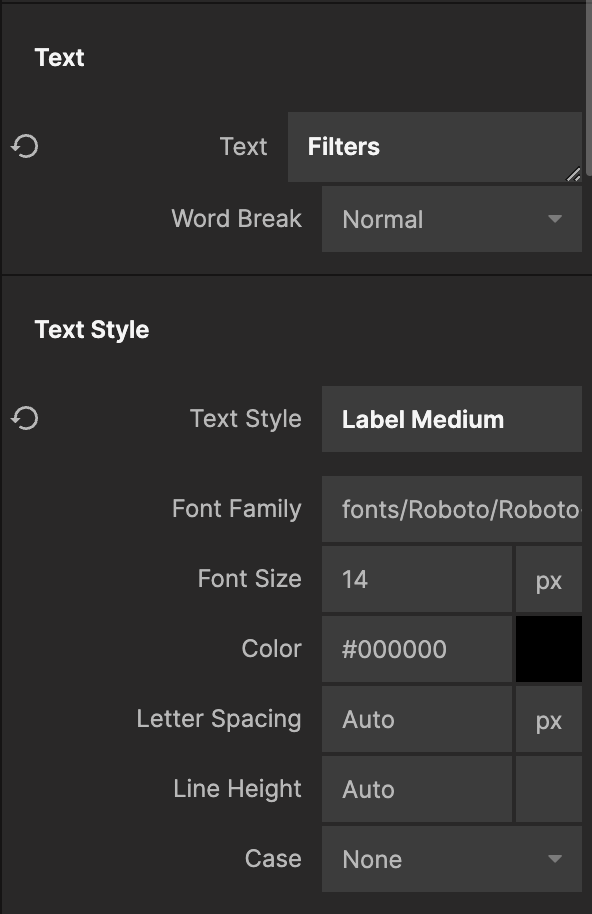 Text
Text Filters
Word Break Normal
Text Style
Text Style Label Medium
Font Family fonts/Roboto/Roboto-
Font Size 14 px
Color #000000
Letter Spacing Auto px
Line Height Auto
Case None